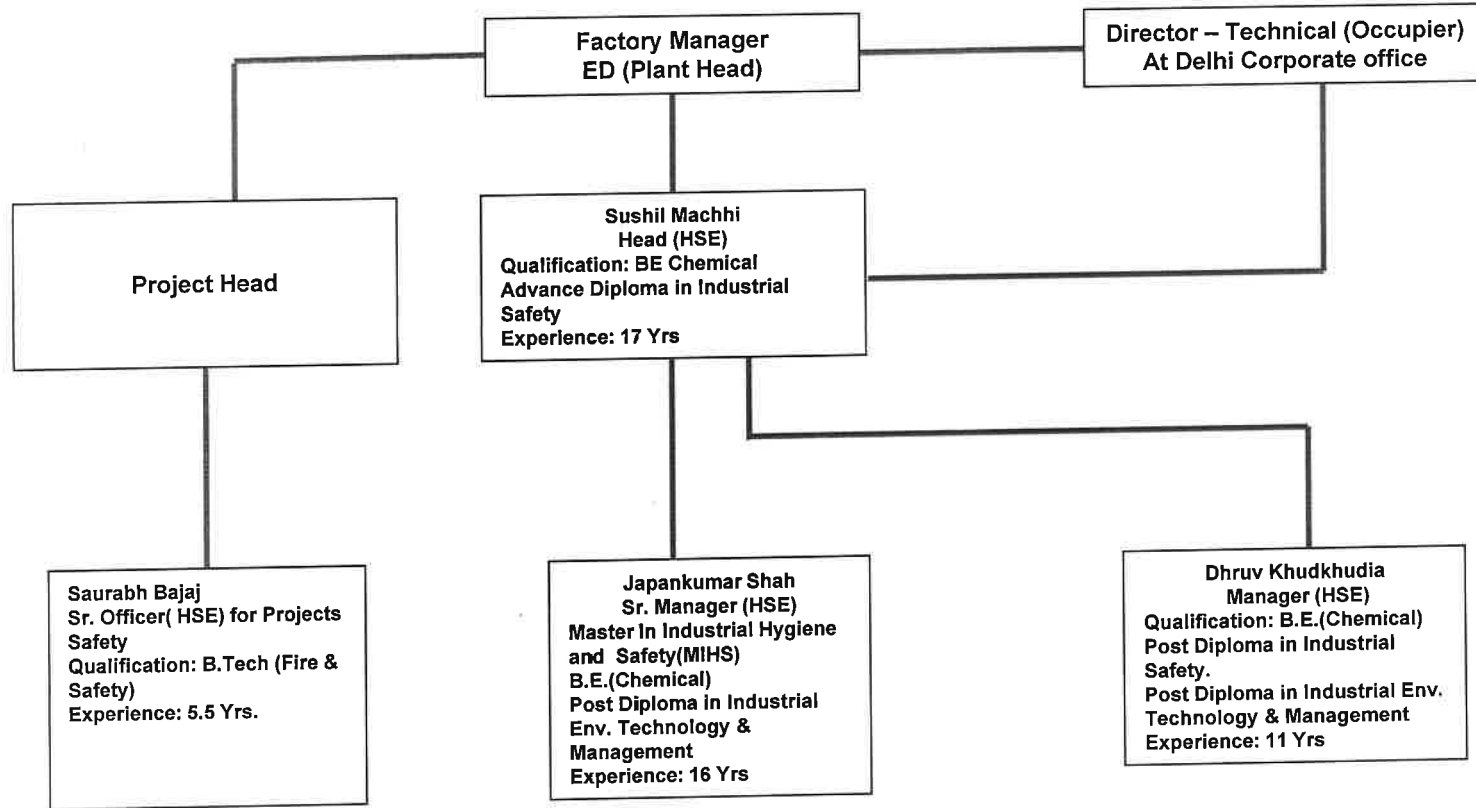 Factory Manager
ED (Plant Head)
Director – Technical (Occupier)
At Delhi Corporate office
Project Head
Sushil Machhi
Head (HSE)
Qualification: BE Chemical
Advance Diploma in Industrial
Safety
Experience: 17 Yrs
Saurabh Bajaj
Sr. Officer( HSE) for Projects
Safety
Qualification: B.Tech (Fire &
Safety)
Experience: 5.5 Yrs.
Japankumar Shah
Sr. Manager (HSE)
Master In Industrial Hygiene
and Safety(MIHS)
B.E.(Chemical)
Post Diploma in Industrial
Env. Technology &
Management
Experience: 16 Yrs
Dhruv Khudkhudia
Manager (HSE)
Qualification: B.E.(Chemical)
Post Diploma in Industrial
Safety.
Post Diploma in Industrial Env.
Technology & Management
Experience: 11 Yrs